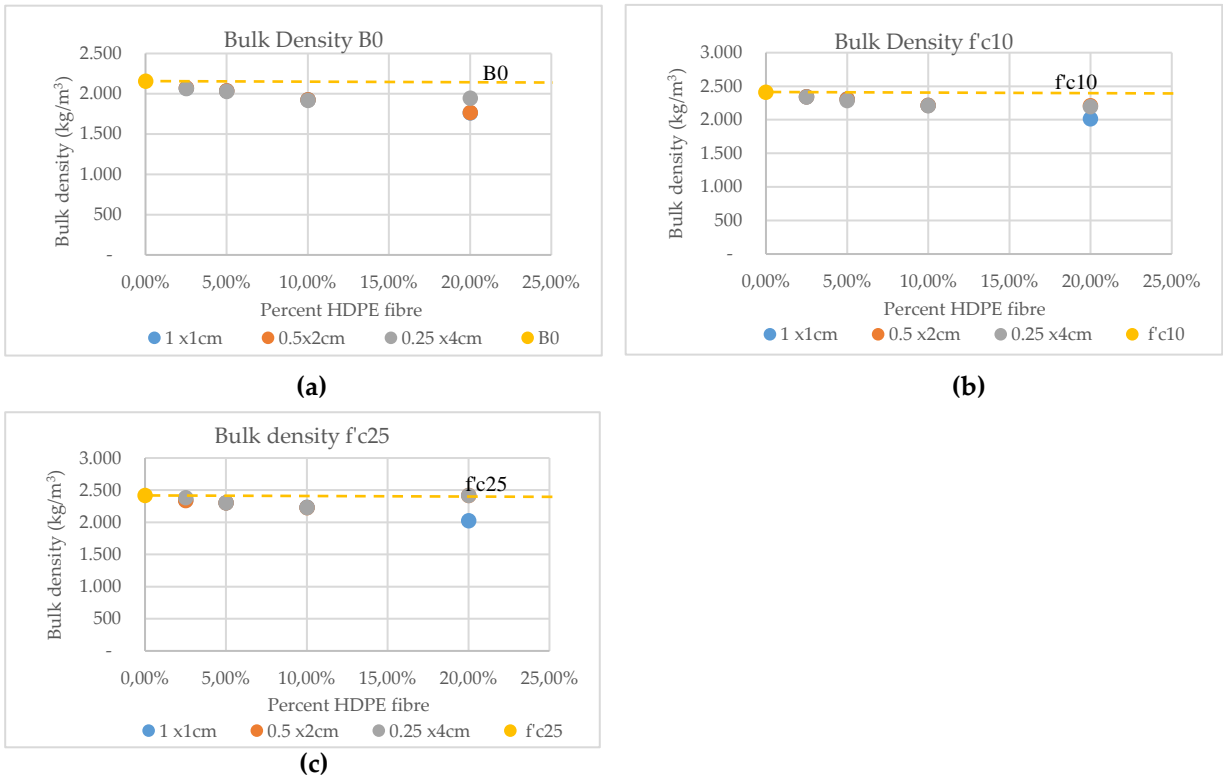 Bulk Density B0
2.500
2.000
1.500
1.000
500
-
Bulk density (kg/m³)
B0
0,00% 5,00% 10,00% 15,00% 20,00% 25,00%
Percent HDPE fibre
1 x1cm 0.5x2cm 0.25 x4cm B0
(a)
Bulk Density f'c10
3.000
2.500
2.000
1.500
1.000
500
-
Bulk density (kg/m³)
f'c10
0,00% 5,00% 10,00% 15,00% 20,00% 25,00%
Percent HDPE fibre
1 x1cm 0.5 x2cm 0.25 x4cm f'c10
(b)
Bulk density f'c25
3.000
2.500
2.000
1.500
1.000
500
-
Bulk density (kg/m³)
f'c25
0,00% 5,00% 10,00% 15,00% 20,00% 25,00%
Percent HDPE fibre
1 x1cm 0.5 x2cm 0.25 x4cm f'c25
(c)